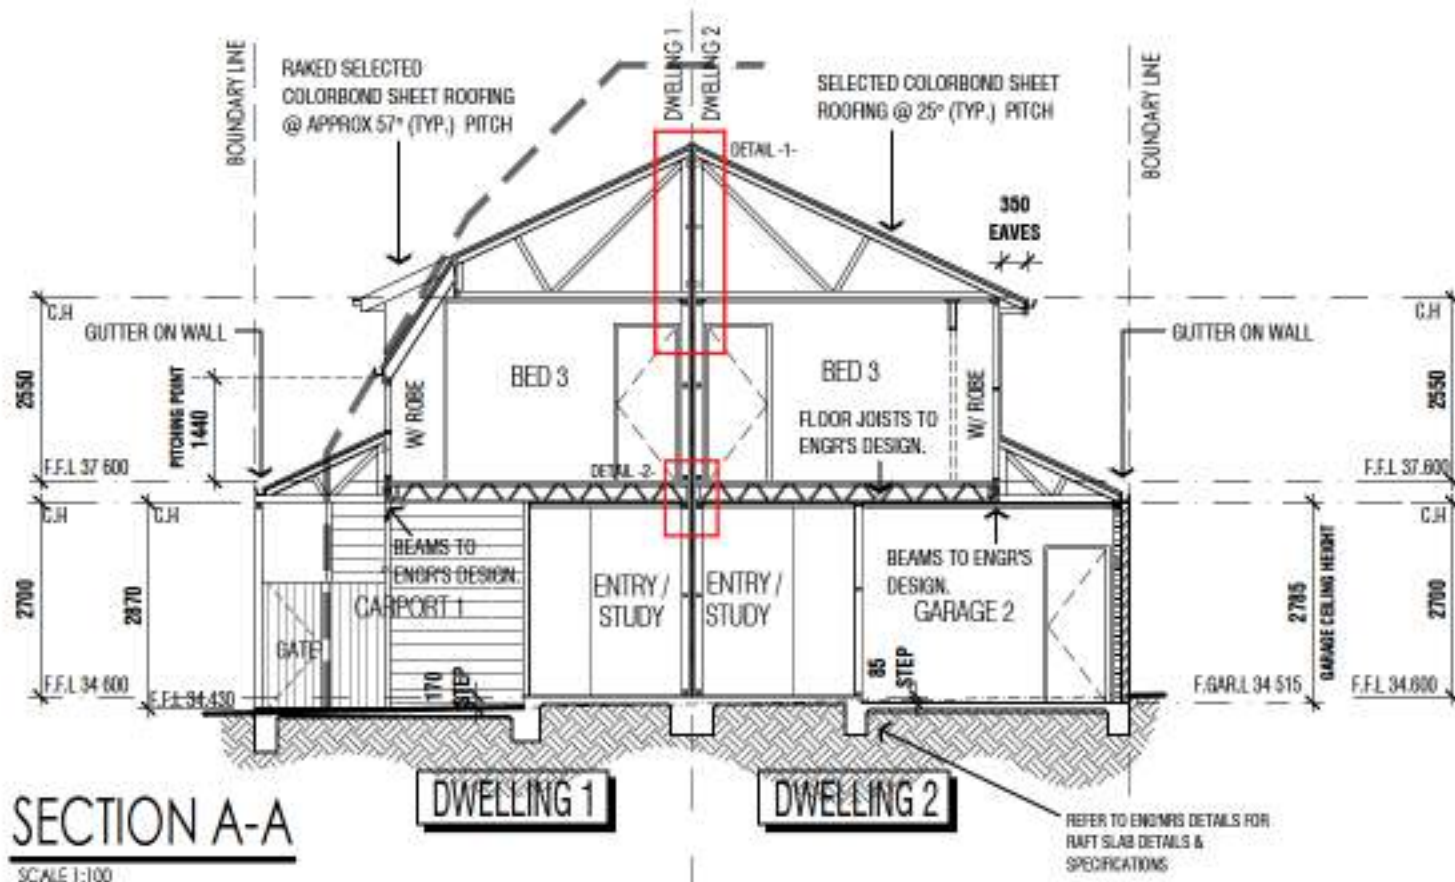 BOUNDARY LINE
RAKED SELECTED
COLORBOND SHEET ROOFING
@ APPROX 57° (TYP.) PITCH
DWELLING 1
DWELLING 2
SELECTED COLORBOND SHEET
ROOFING @ 25° (TYP.) PITCH
BOUNDARY LINE
DETAIL -1-
350
EAVES
C.H
GUTTER ON WALL
2550
PITCHING POINT
1440
F.F.L 37 600
BED 3
W/ ROBE
DETAIL -2-
BED 3
FLOOR JOISTS TO
ENGR'S DESIGN.
W/ ROBE
C.H
GUTTER ON WALL
2550
F.F.L 37.600
C.H
C.H
2700
2870
F.F.L 34 600
F.F.L 34.430
GATE
BEAMS TO
ENGR'S DESIGN.
CARPORT 1
170
STEP
ENTRY /
STUDY
ENTRY /
STUDY
BEAMS TO ENGR'S
DESIGN.
GARAGE 2
85
STEP
2785
GARAGE CEILING HEIGHT
C.H
2700
F.GAR.L 34 515
F.F.L 34.600
DWELLING 1
DWELLING 2
SECTION A-A
SCALE 1:100
REFER TO ENG'NRS DETAILS FOR
RAFT SLAB DETAILS &
SPECIFICATIONS